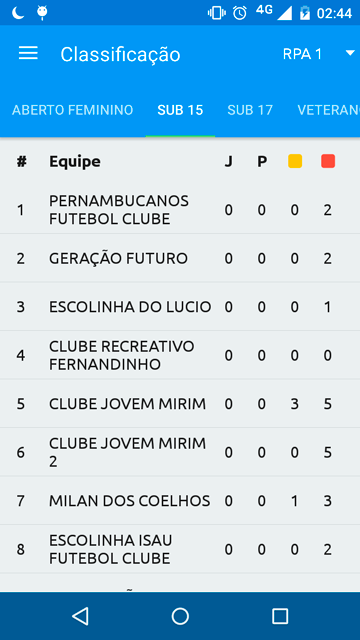 4G 02:44
Classificação RPA 1
ABERTO FEMININO SUB 15 SUB 17 VETERAN
# Equipe J P
1 PERNAMBUCANOS FUTEBOL CLUBE 0 0 0 2
2 GERAÇÃO FUTURO 0 0 0 2
3 ESCOLINHA DO LUCIO 0 0 0 1
4 CLUBE RECREATIVO FERNANDINHO 0 0 0 0
5 CLUBE JOVEM MIRIM 0 0 3 5
6 CLUBE JOVEM MIRIM 2 0 0 0 5
7 MILAN DOS COELHOS 0 0 1 3
8 ESCOLINHA ISAU FUTEBOL CLUBE 0 0 0 2